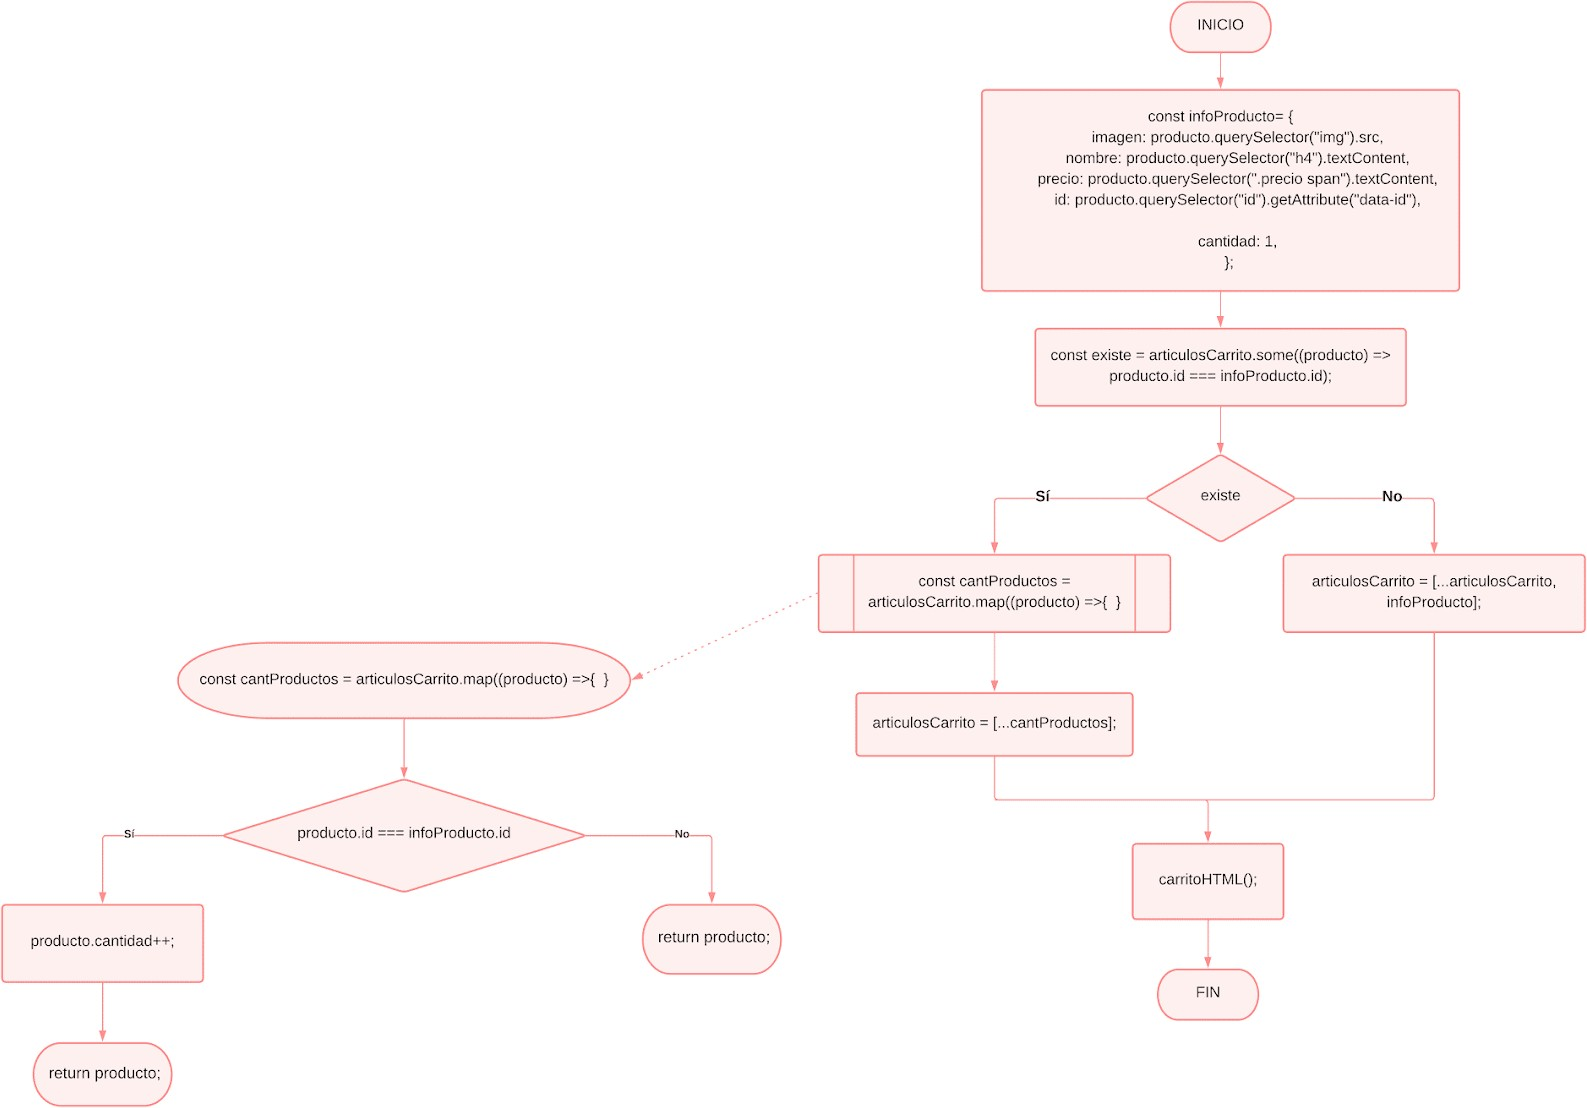 INICIO
const infoProducto= {
imagen: producto.querySelector("img").src,
nombre: producto.querySelector("h4").textContent,
precio: producto.querySelector(".precio span").textContent,
id: producto.querySelector("id").getAttribute("data-id"),
cantidad: 1,
};
const existe = articulosCarrito.some((producto) =>
producto.id === infoProducto.id);
existe
Sí
No
const cantProductos =
articulosCarrito.map((producto) =>{  }
articulosCarrito = [...articulosCarrito,
infoProducto];
const cantProductos = articulosCarrito.map((producto) =>{  }
articulosCarrito = [...cantProductos];
producto.id === infoProducto.id
Sí
No
carritoHTML();
producto.cantidad++;
return producto;
FIN
return producto;